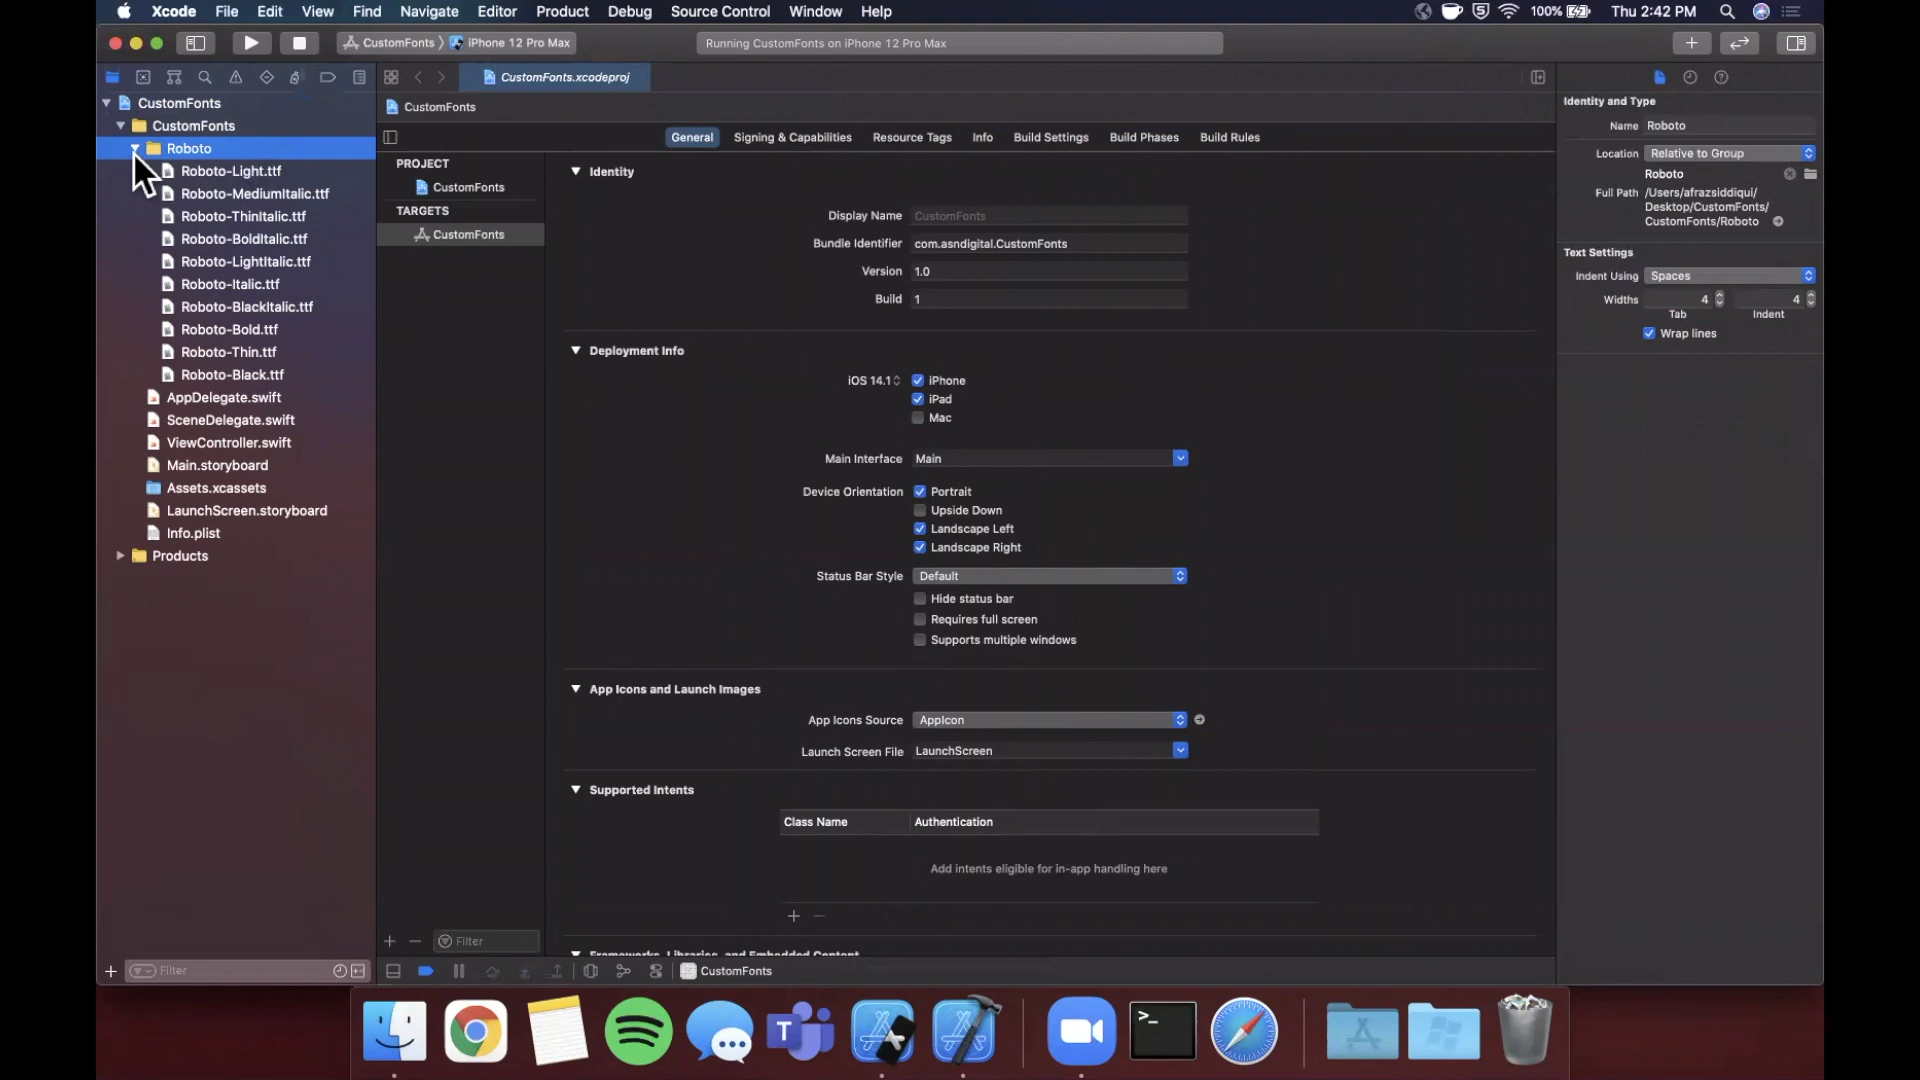 Xcode File Edit View Find Navigate Editor Product Debug Source Control Window Help
100% Thu 2:42 PM
CustomFonts 〉 iPhone 12 Pro Max
Running CustomFonts on iPhone 12 Pro Max
CustomFonts.xcodeproj
CustomFonts
CustomFonts
Roboto
Roboto-Light.ttf
Roboto-MediumItalic.ttf
Roboto-ThinItalic.ttf
Roboto-BoldItalic.ttf
Roboto-LightItalic.ttf
Roboto-Italic.ttf
Roboto-BlackItalic.ttf
Roboto-Bold.ttf
Roboto-Thin.ttf
Roboto-Black.ttf
AppDelegate.swift
SceneDelegate.swift
ViewController.swift
Main.storyboard
Assets.xcassets
LaunchScreen.storyboard
Info.plist
Products
Filter
CustomFonts
General Signing & Capabilities Resource Tags Info Build Settings Build Phases Build Rules
PROJECT
CustomFonts
TARGETS
CustomFonts
Filter
Identity
Display Name CustomFonts
Bundle Identifier com.asndigital.CustomFonts
Version 1.0
Build 1
Deployment Info
iOS 14.1 iPhone
iPad
Mac
Main Interface Main
Device Orientation Portrait
Upside Down
Landscape Left
Landscape Right
Status Bar Style Default
Hide status bar
Requires full screen
Supports multiple windows
App Icons and Launch Images
App Icons Source AppIcon
Launch Screen File LaunchScreen
Supported Intents
Class Name Authentication
Add intents eligible for in-app handling here
Frameworks, Libraries, and Embedded Content
CustomFonts
Identity and Type
Name Roboto
Location Relative to Group
Roboto
Full Path /Users/afrazsiddiqui/
Desktop/CustomFonts/
CustomFonts/Roboto
Text Settings
Indent Using Spaces
Widths 4 4
Tab Indent
Wrap lines
T
>_